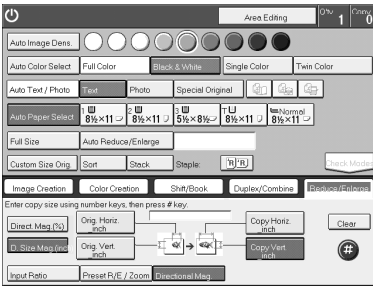 Area Editing Q'ty 1 Copy 0
Auto Image Dens.
Auto Color Select Full Color Black & White Single Color Twin Color
Auto Text / Photo Text Photo Special Original
Auto Paper Select 1 8½×11 2 8½×11 3 5½×8½ T 8½×11 Normal 8½×11
Full Size Auto Reduce/Enlarge
Custom Size Orig. Sort Stack Staple: R R Check Modes
Image Creation Color Creation Shift/Book Duplex/Combine Reduce/Enlarge
Enter copy size using number keys, then press # key.
Direct Mag.(%) Orig. Horiz. _inch Copy Horiz. _inch Clear
D. Size Mag.(inch Orig. Vert. _inch Copy Vert. _inch #
Input Ratio Preset R/E / Zoom Directional Mag.